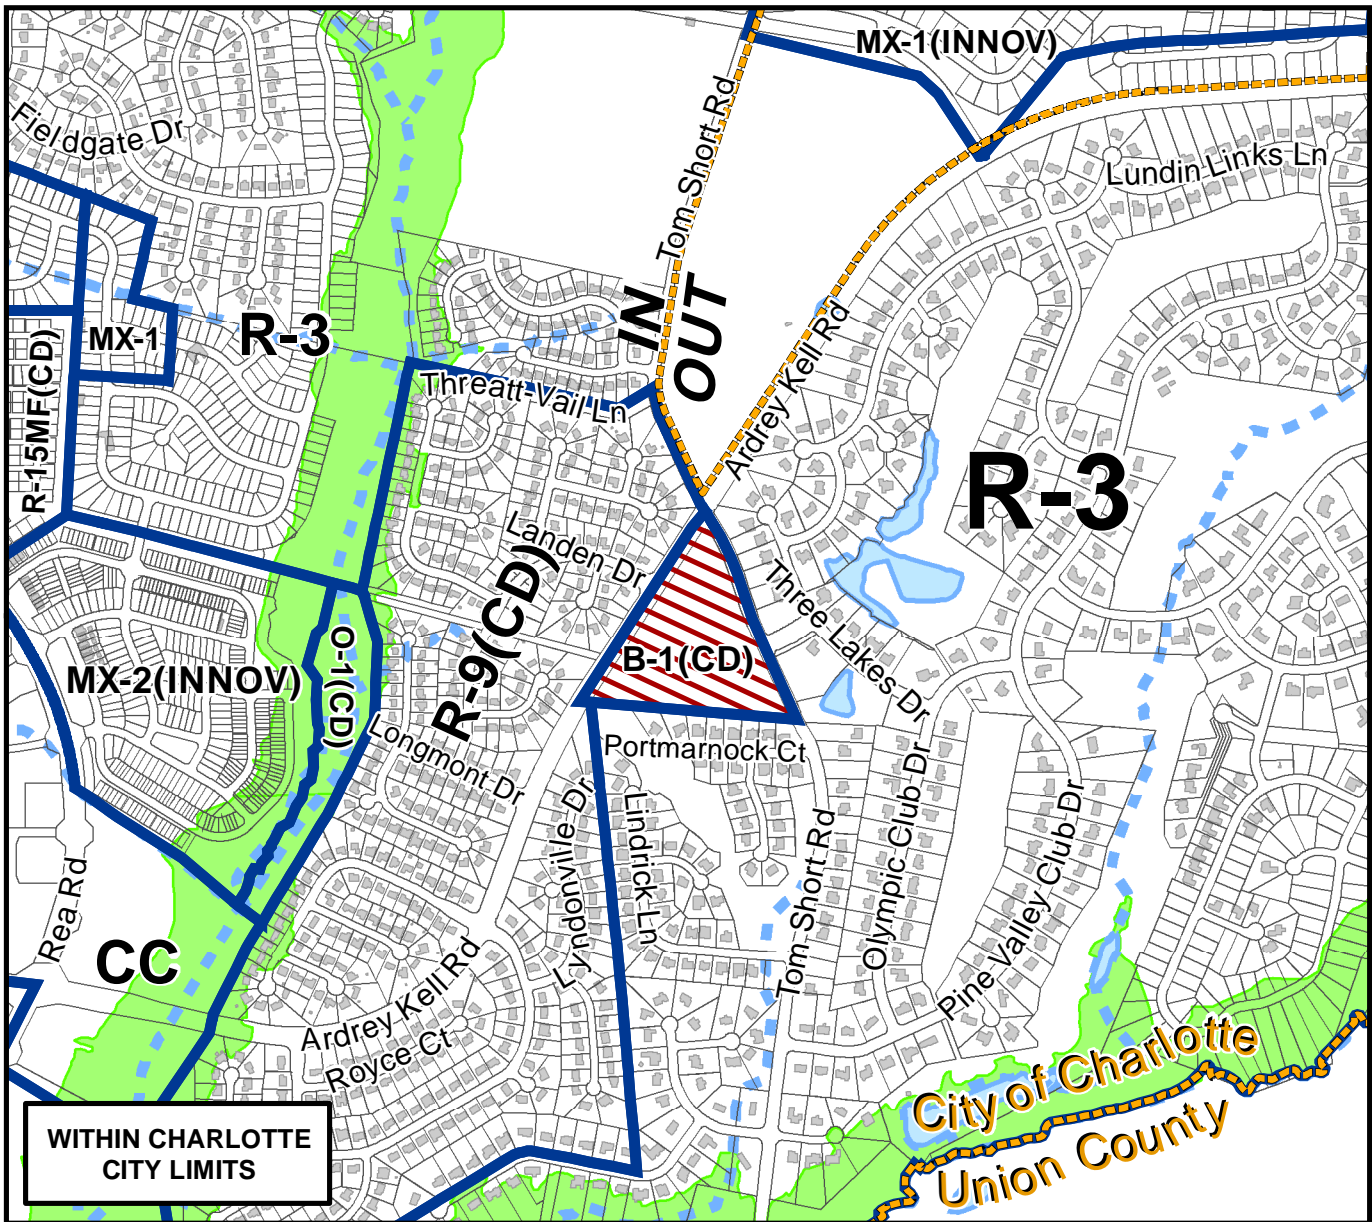 MX-1(INNOV)
Fieldgate Dr
Tom Short Rd
Lundin Links Ln
IN
OUT
MX-1
R-3
R-15MF(CD)
Threatt-Vail Ln
Ardrey Kell Rd
R-3
Landen Dr
R-9(CD)
Three Lakes Dr
B-1(CD)
O-1(CD)
MX-2(INNOV)
Longmont Dr
Portmarnock Ct
Lyndonville Dr
Lindrick Ln
Tom Short Rd
Olympic Club Dr
Pine Valley Club Dr
Rea Rd
CC
Ardrey Kell Rd
Royce Ct
City of Charlotte
Union County
WITHIN CHARLOTTE
CITY LIMITS